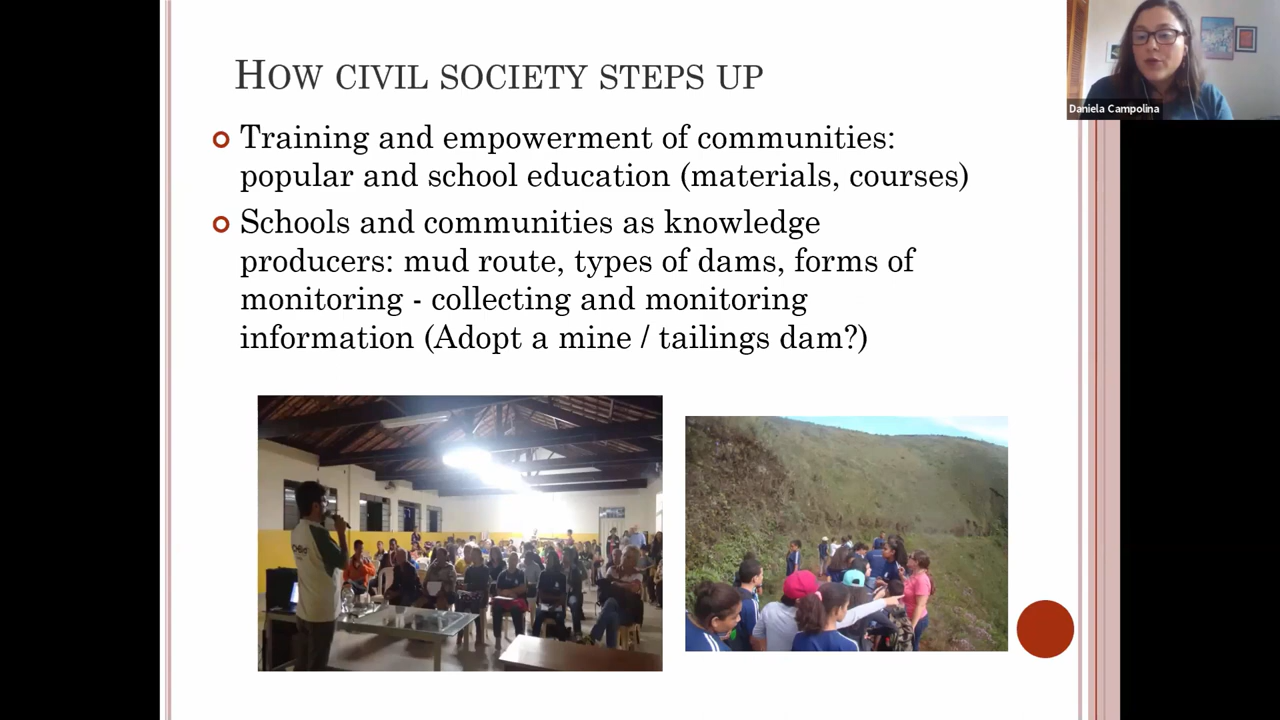 HOW CIVIL SOCIETY STEPS UP
Training and empowerment of communities:
popular and school education (materials, courses)
Schools and communities as knowledge
producers: mud route, types of dams, forms of
monitoring - collecting and monitoring
information (Adopt a mine / tailings dam?)
Daniela Campolina